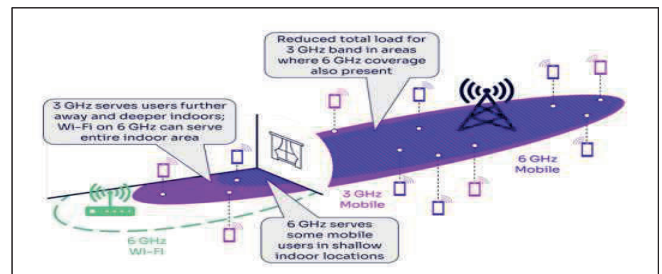 Reduced total load for
3 GHz band in areas
where 6 GHz coverage
also present
3 GHz serves users further
away and deeper indoors;
Wi-Fi on 6 GHz can serve
entire indoor area
6 GHz
Mobile
3 GHz
Mobile
6 GHz serves
some mobile
users in shallow
indoor locations
6 GHz
Wi-Fi